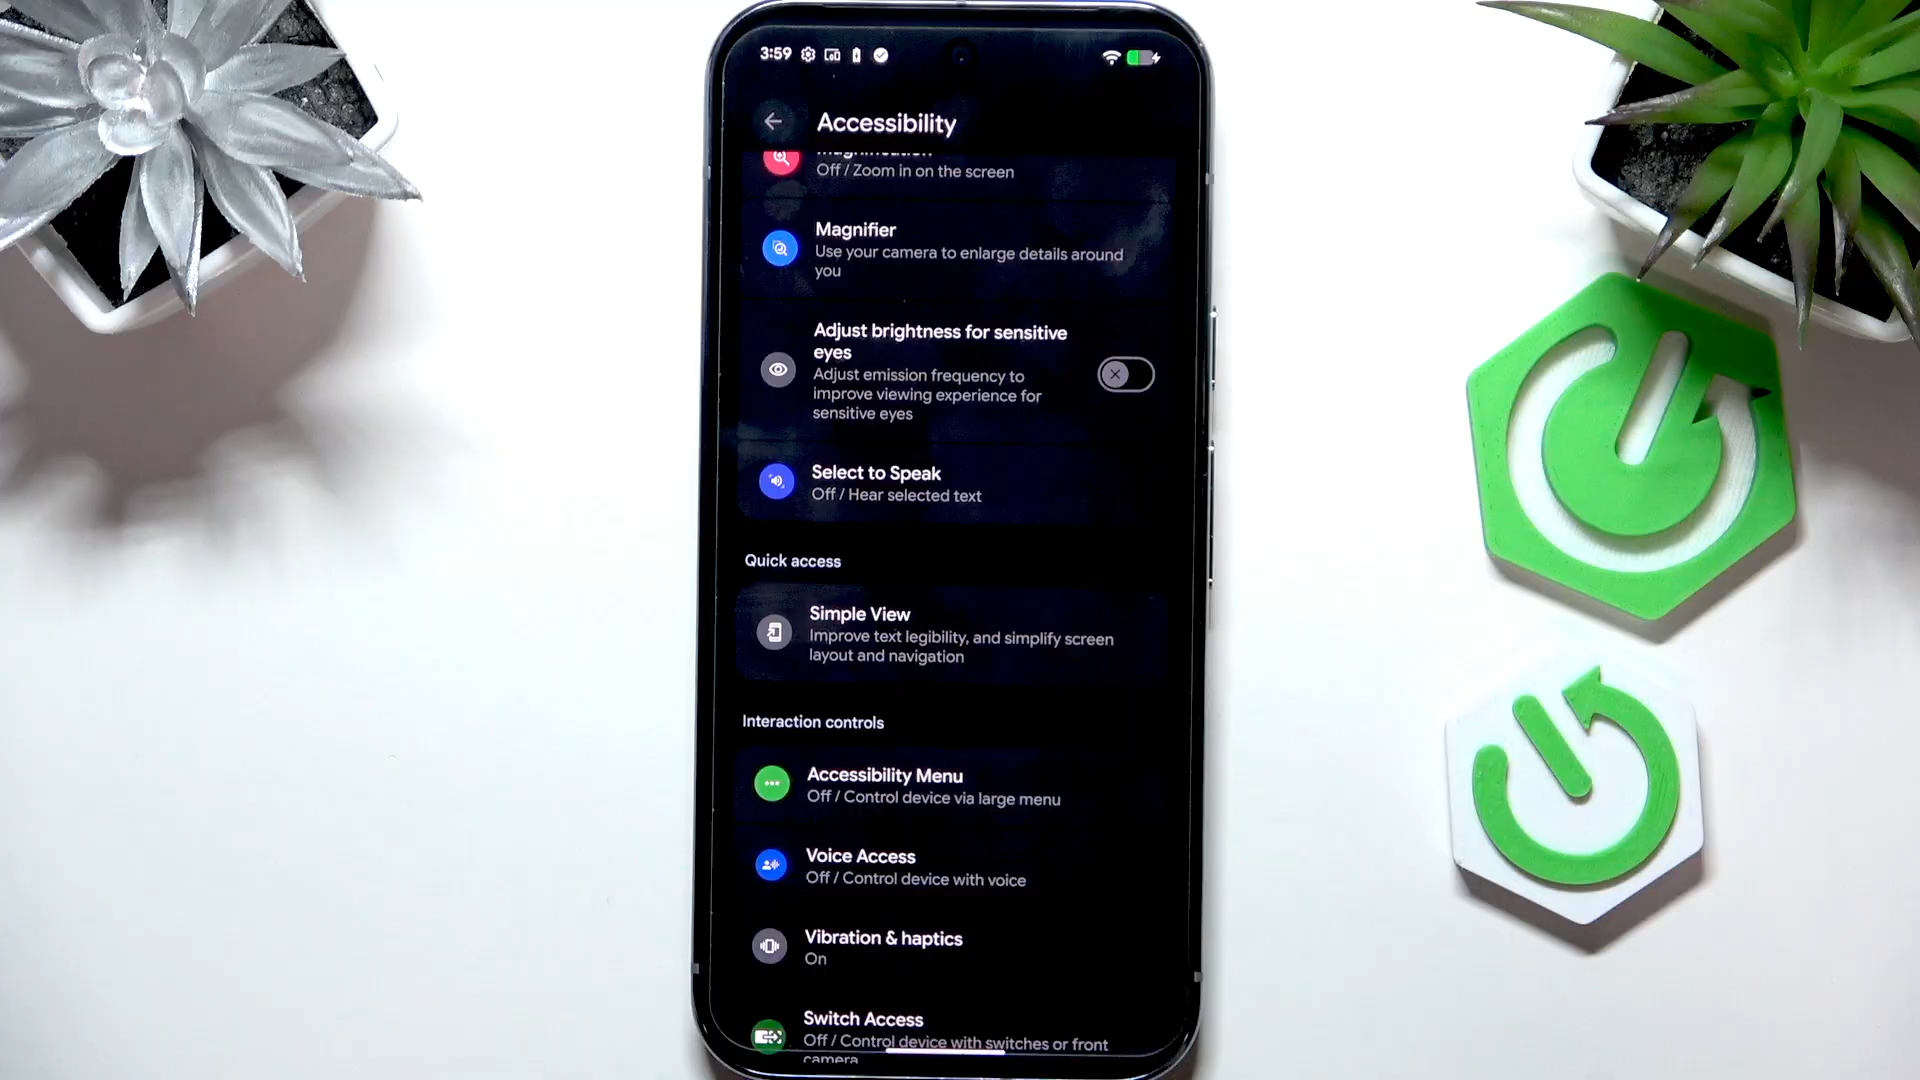 3:59
Accessibility
Magnification
Off / Zoom in on the screen
Magnifier
Use your camera to enlarge details around
you
Adjust brightness for sensitive
eyes
Adjust emission frequency to
improve viewing experience for
sensitive eyes
Select to Speak
Off / Hear selected text
Quick access
Simple View
Improve text legibility, and simplify screen
layout and navigation
Interaction controls
Accessibility Menu
Off / Control device via large menu
Voice Access
Off / Control device with voice
Vibration & haptics
On
Switch Access
Off / Control device with switches or front
camera